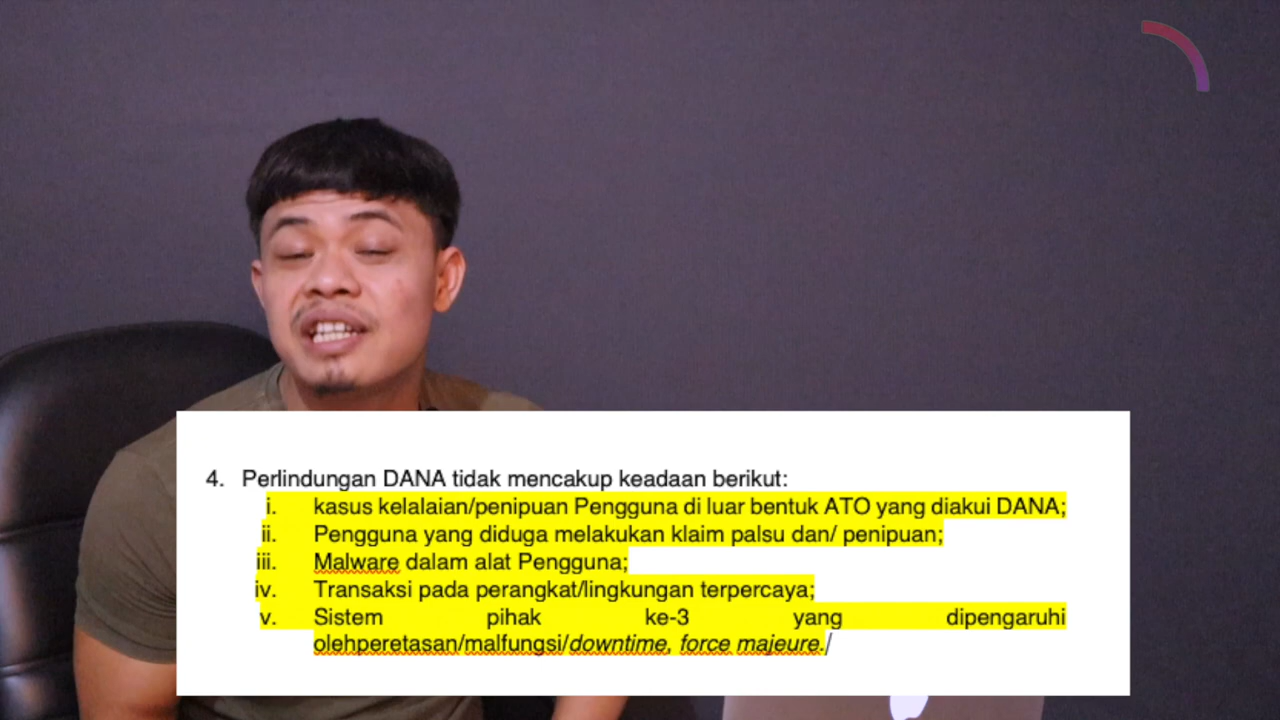 4. Perlindungan DANA tidak mencakup keadaan berikut:
i. kasus kelalaian/penipuan Pengguna di luar bentuk ATO yang diakui DANA;
ii. Pengguna yang diduga melakukan klaim palsu dan/ penipuan;
iii. Malware dalam alat Pengguna;
iv. Transaksi pada perangkat/lingkungan terpercaya;
v. Sistem pihak ke-3 yang dipengaruhi
olehperetasan/malfungsi/downtime, force majeure./